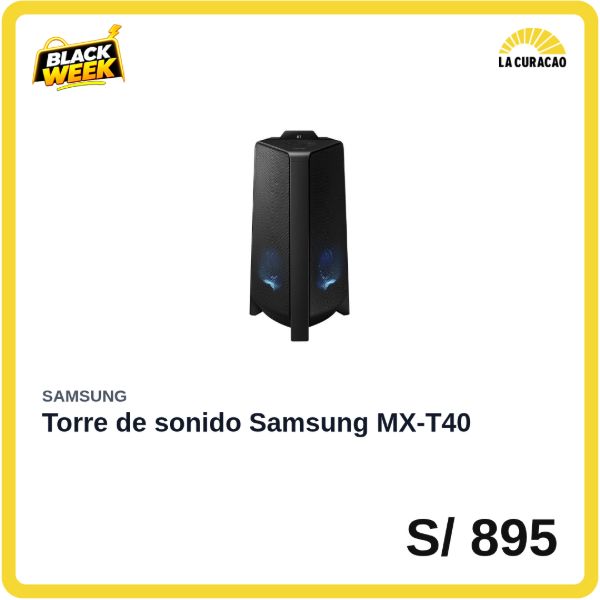 BLACK
WEEK
LA CURACAO
SAMSUNG
Torre de sonido Samsung MX-T40
S/ 895